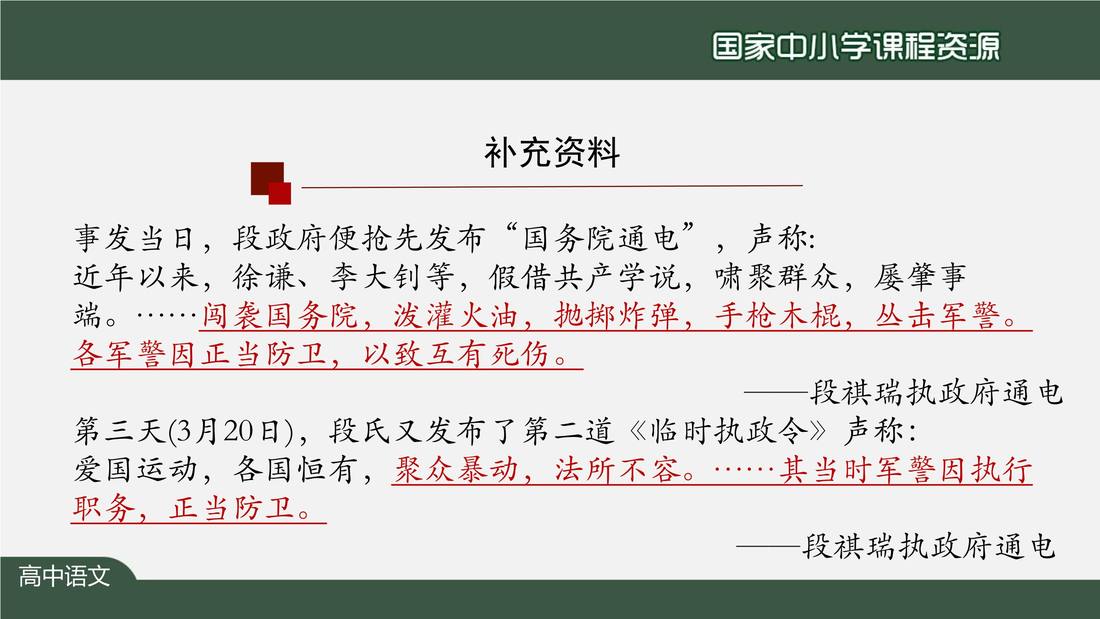 国家中小学课程资源
补充资料
事发当日，段政府便抢先发布“国务院通电”，声称:
近年以来，徐谦、李大钊等，假借共产学说，啸聚群众，屡肇事
端。……闯袭国务院，泼灌火油，抛掷炸弹，手枪木棍，丛击军警。
各军警因正当防卫，以致互有死伤。
——段祺瑞执政府通电
第三天(3月20日)，段氏又发布了第二道《临时执政令》声称：
爱国运动，各国恒有，聚众暴动，法所不容。……其当时军警因执行
职务，正当防卫。
——段祺瑞执政府通电
高中语文